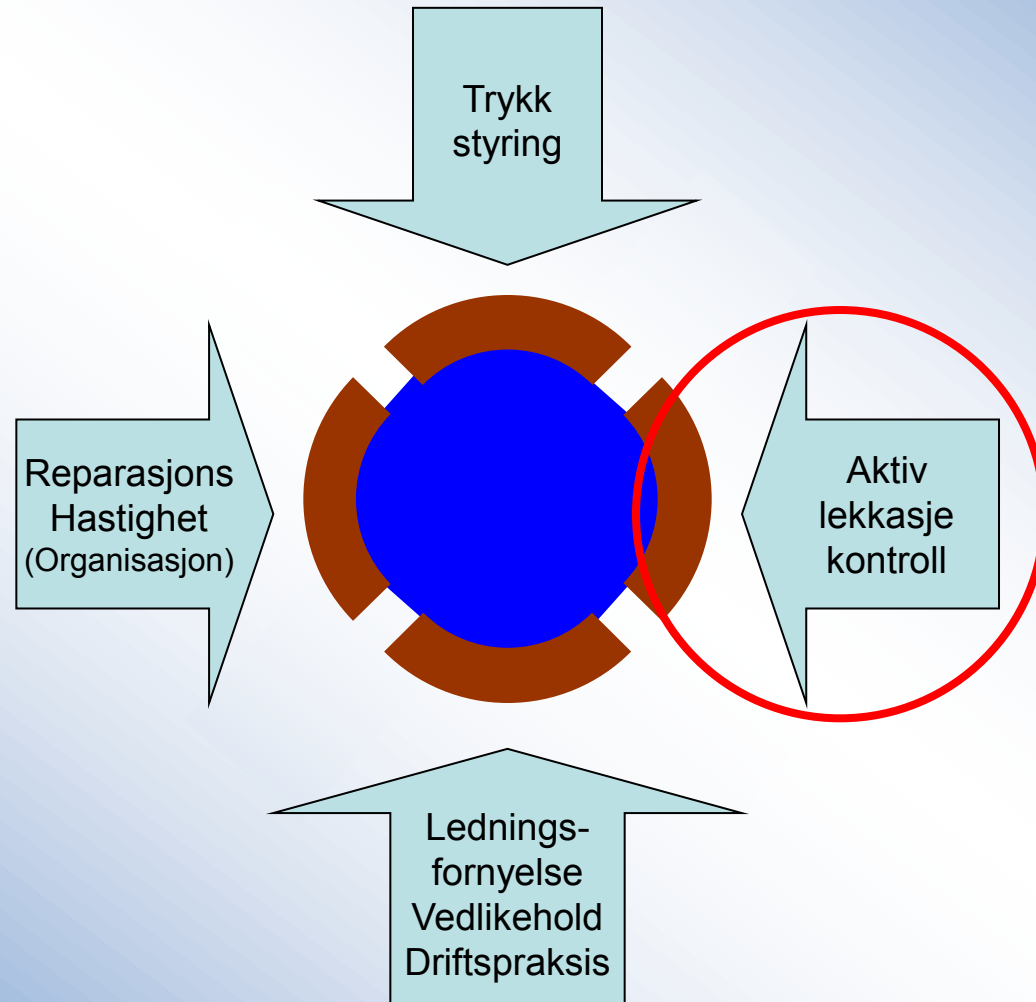 Trykk
styring
Reparasjons
Hastighet
(Organisasjon)
Aktiv
lekkasje
kontroll
Lednings-
fornyelse
Vedlikehold
Driftspraksis